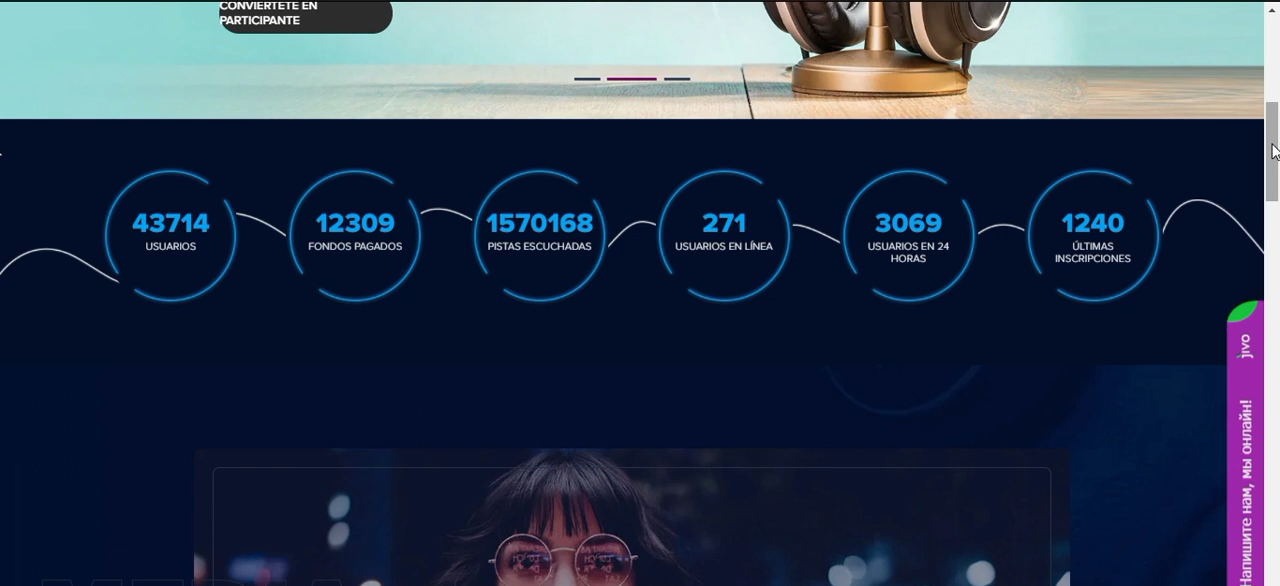 CONVIÉRTETE EN
PARTICIPANTE
43714
USUARIOS
12309
FONDOS PAGADOS
1570168
PISTAS ESCUCHADAS
271
USUARIOS EN LÍNEA
3069
USUARIOS EN 24
HORAS
1240
ÚLTIMAS
INSCRIPCIONES
jivo
Напишите нам, мы онлайн!